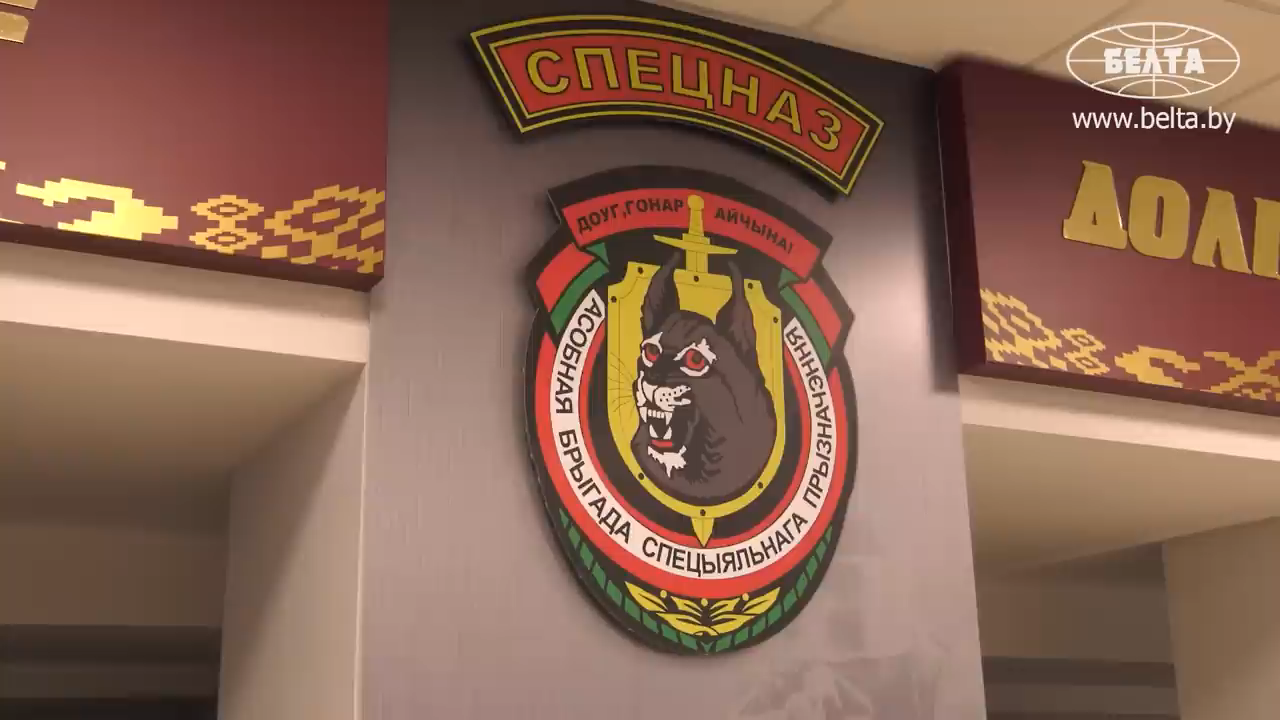 СПЕЦНАЗ
БЕЛТА
www.belta.by
ДОУГ,ГОНАР АЙЧЫНА!
АСОБНАЯ БРЫГАДА СПЕЦЫЯЛЬНАГА ПРЫЗНАЧЭННЯ